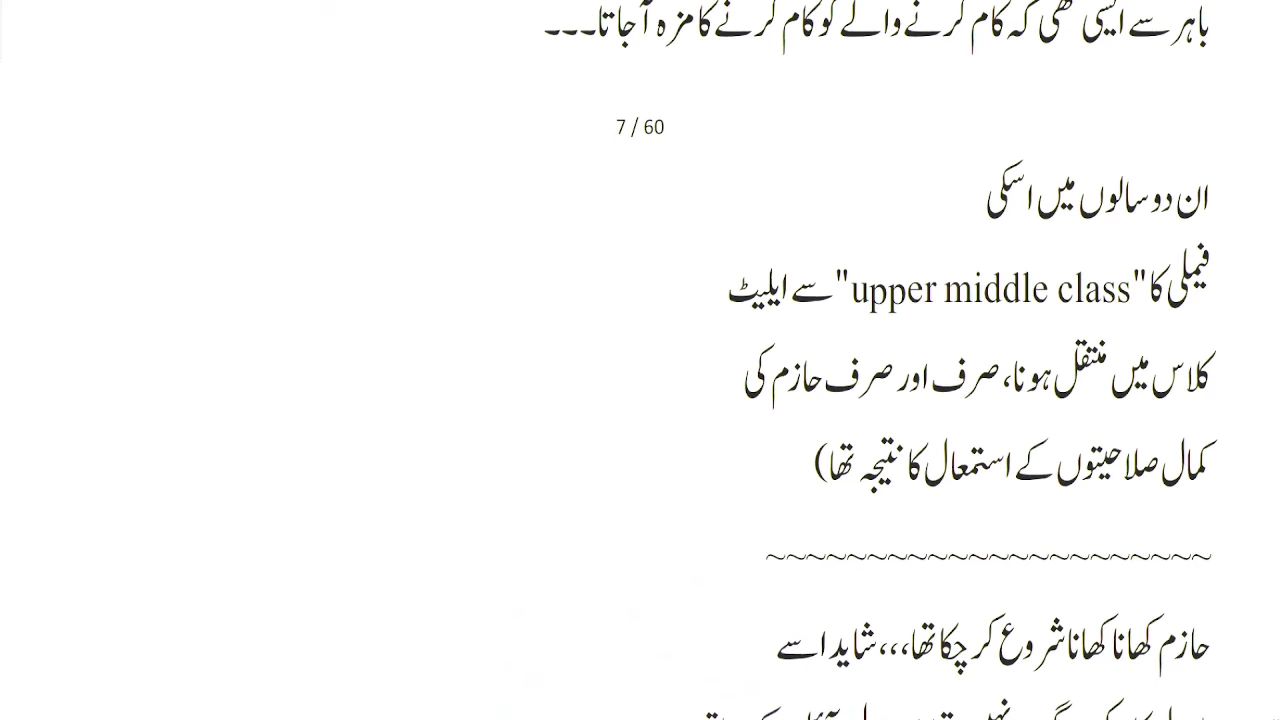 باہر سے ایسی تھی کہ کام کرنے والے کو کام کرنے کا مزہ آجاتا۔۔۔
7 / 60
ان دو سالوں میں اسکی
فیملی کا "upper middle class" سے ایلیٹ
کلاس میں منتقل ہونا، صرف اور صرف حازم کی
کمال صلاحیتوں کے استمعال کا نتیجہ تھا)
~~~~~~~~~~~~~~~~~~~~~~
حازم کھانا کھانا شروع کر چکا تھا،،، شاید اسے